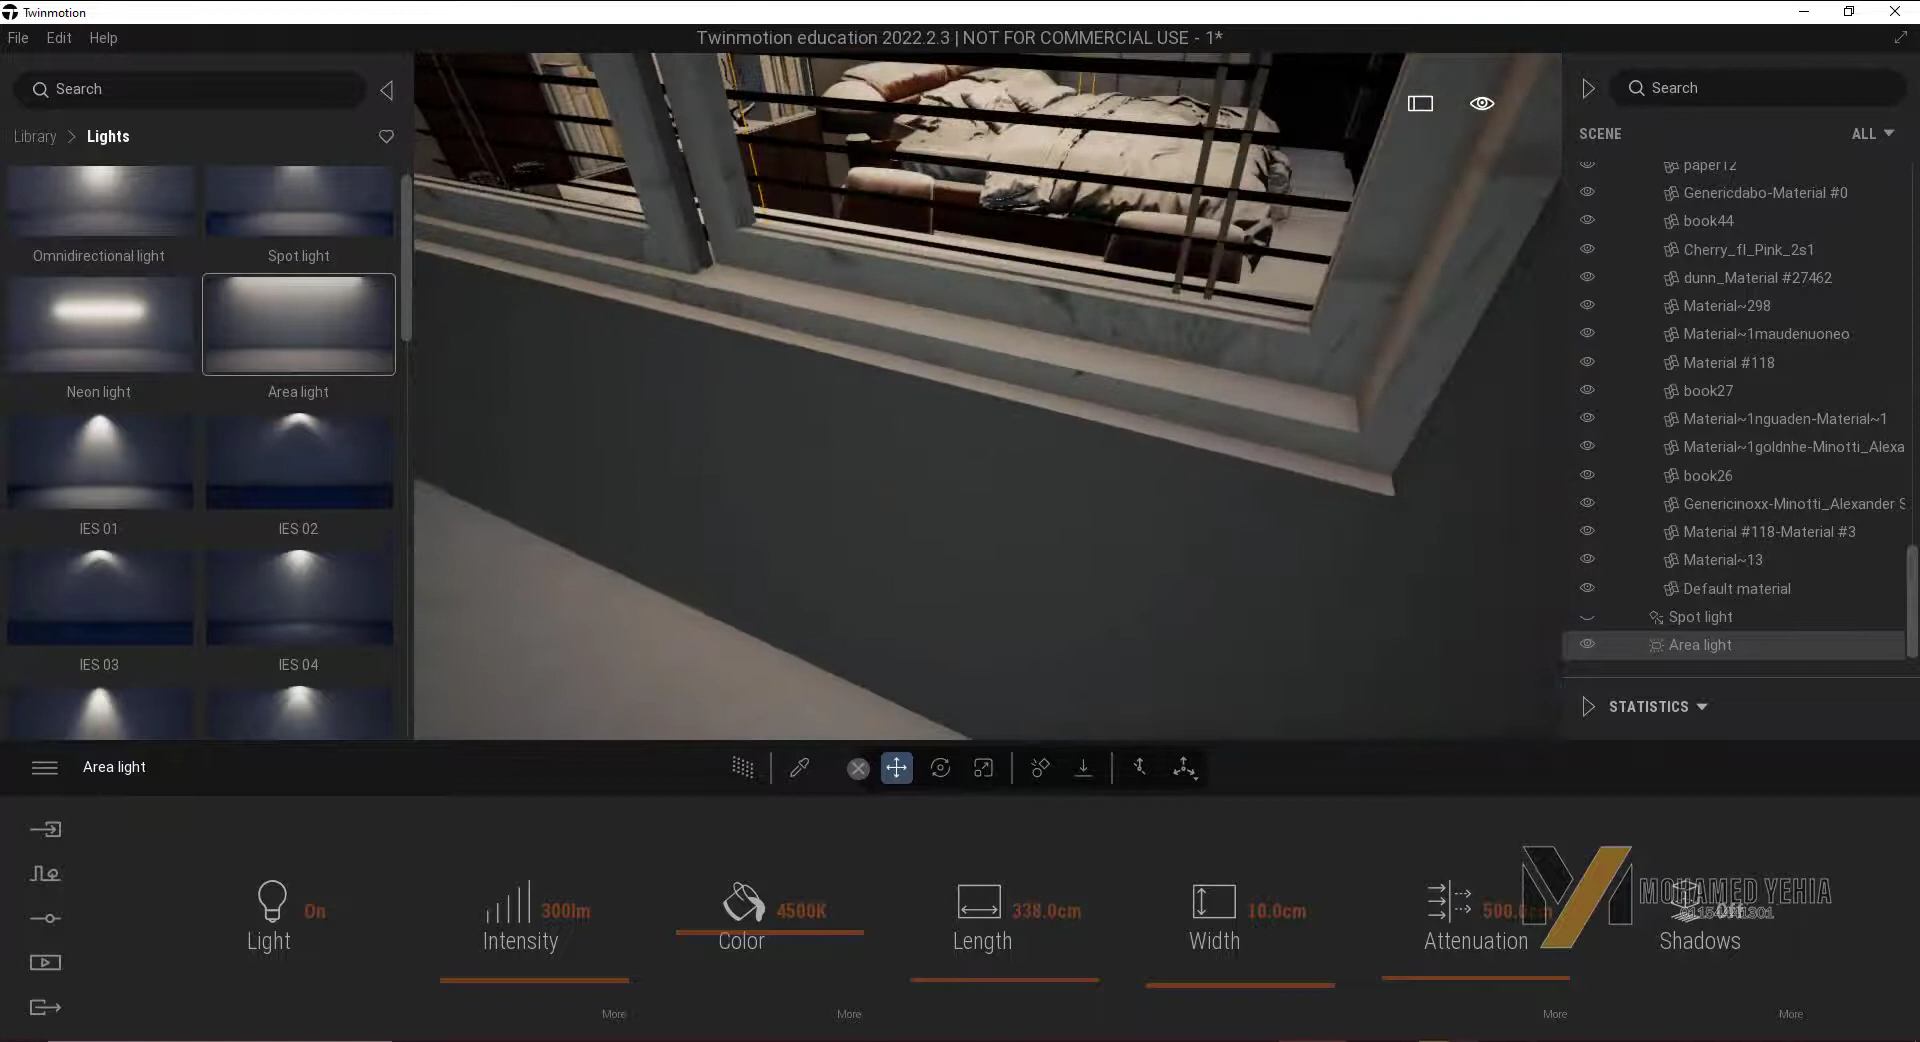 Twinmotion
File Edit Help
Twinmotion education 2022.2.3 | NOT FOR COMMERCIAL USE - 1*
Search
Library > Lights
Omnidirectional light
Spot light
Neon light
Area light
IES 01
IES 02
IES 03
IES 04
Search
SCENE
ALL
paper12
Genericdabo-Material #0
book44
Cherry_fl_Pink_2s1
dunn_Material #27462
Material~298
Material~1maudenuoneo
Material #118
book27
Material~1nguaden-Material~1
Material~1goldnhe-Minotti_Alexa
book26
Genericinoxx-Minotti_Alexander S
Material #118-Material #3
Material~13
Default material
Spot light
Area light
STATISTICS
Area light
On
Light
300lm
Intensity
More
4500K
Color
More
338.0cm
Length
10.0cm
Width
500.0cm
Attenuation
More
MOHAMED YEHIA
Off
Shadows
More